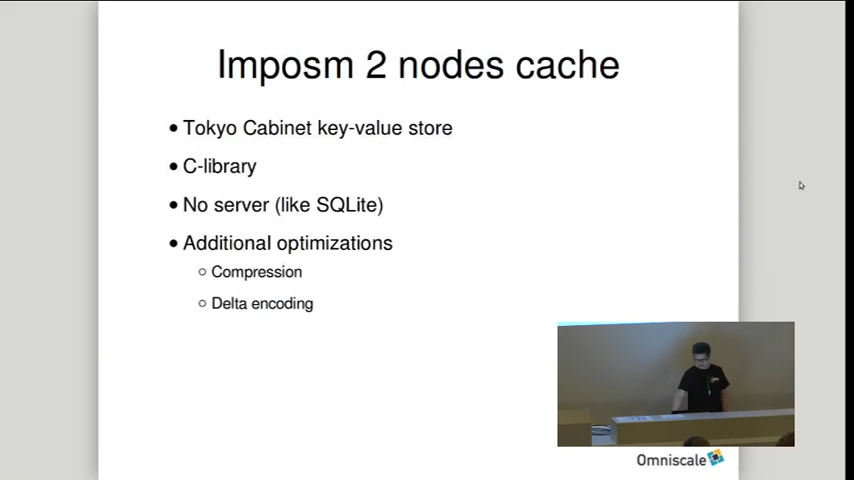 Imposm 2 nodes cache
• Tokyo Cabinet key-value store
• C-library
• No server (like SQLite)
• Additional optimizations
○ Compression
○ Delta encoding
Omniscale